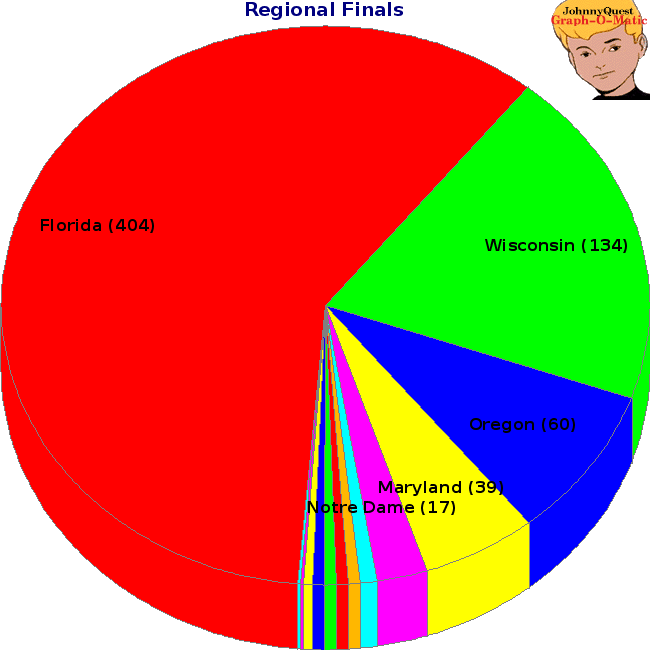 Regional Finals
JohnnyQuest
Graph-O-Matic
Florida (404)
Wisconsin (134)
Oregon (60)
Maryland (39)
Notre Dame (17)